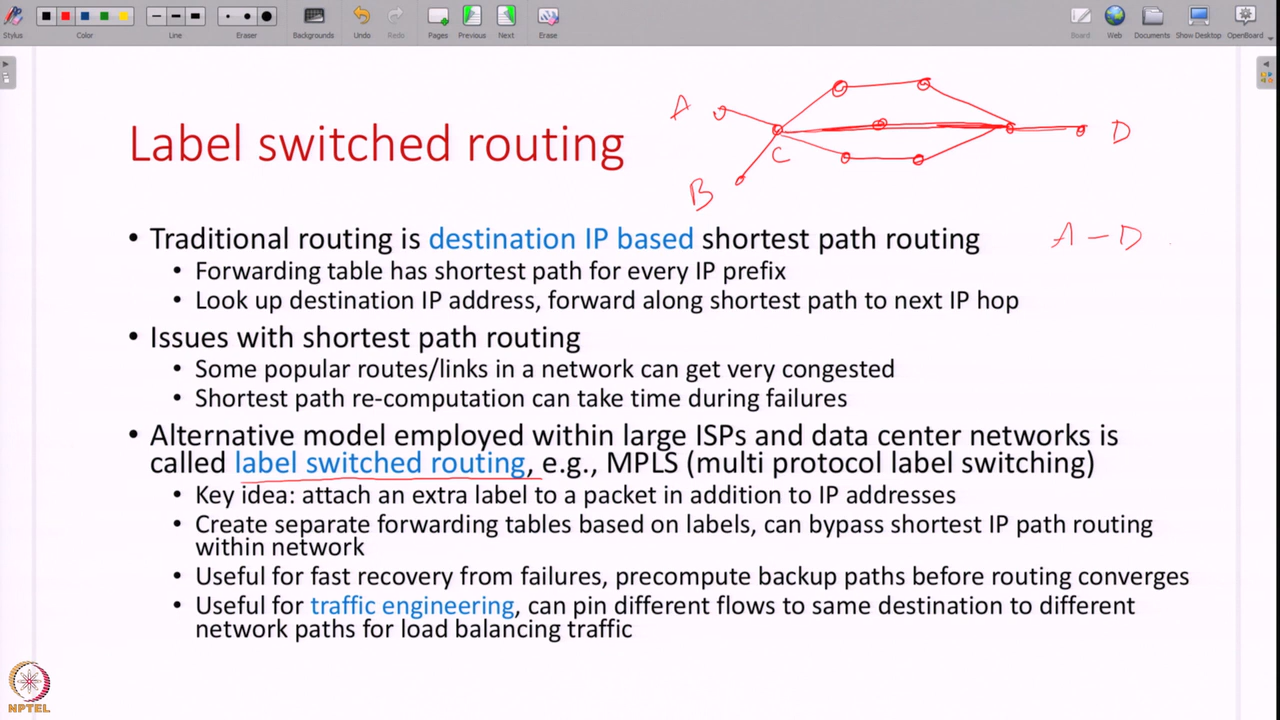 Stylus
Color
Line
Eraser
Backgrounds
Undo
Redo
Pages
Previous
Next
Erase
Board
Web
Documents
Show Desktop
OpenBoard
Label switched routing
A
B
C
D
A - D
• Traditional routing is destination IP based shortest path routing
• Forwarding table has shortest path for every IP prefix
• Look up destination IP address, forward along shortest path to next IP hop
• Issues with shortest path routing
• Some popular routes/links in a network can get very congested
• Shortest path re-computation can take time during failures
• Alternative model employed within large ISPs and data center networks is
called label switched routing, e.g., MPLS (multi protocol label switching)
• Key idea: attach an extra label to a packet in addition to IP addresses
• Create separate forwarding tables based on labels, can bypass shortest IP path routing
within network
• Useful for fast recovery from failures, precompute backup paths before routing converges
• Useful for traffic engineering, can pin different flows to same destination to different
network paths for load balancing traffic
NPTEL